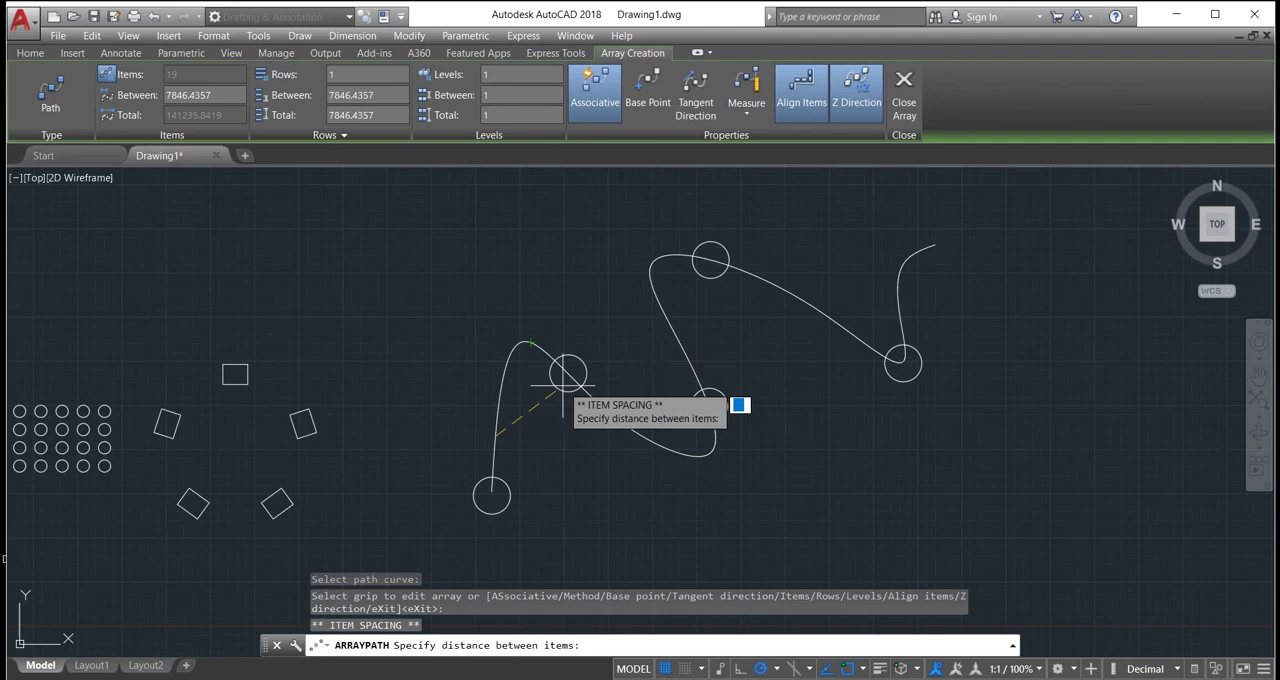 A Drafting & Annotation Autodesk AutoCAD 2018 Drawing1.dwg Type a keyword or phrase Sign In
File Edit View Insert Format Tools Draw Dimension Modify Parametric Express Window Help
Home Insert Annotate Parametric View Manage Output Add-ins A360 Featured Apps Express Tools Array Creation
Items: 19 Rows: 1 Levels: 1
Path Between: 7846.4357 Between: 7846.4357 Between: 1 Associative Base Point Tangent Direction Measure Align Items Z Direction Close Array
Total: 141235.8419 Total: 7846.4357 Total: 1
Type Items Rows Levels Properties Close
Start Drawing1*
[−][Top][2D Wireframe]
N
W TOP E
S
WCS
** ITEM SPACING **
Specify distance between items:
Select path curve:
Select grip to edit array or [ASsociative/Method/Base point/Tangent direction/Items/Rows/Levels/Align items/Z
direction/eXit]<eXit>:
** ITEM SPACING **
Y
X
ARRAYPATH Specify distance between items:
Model Layout1 Layout2 MODEL 1:1 / 100% Decimal